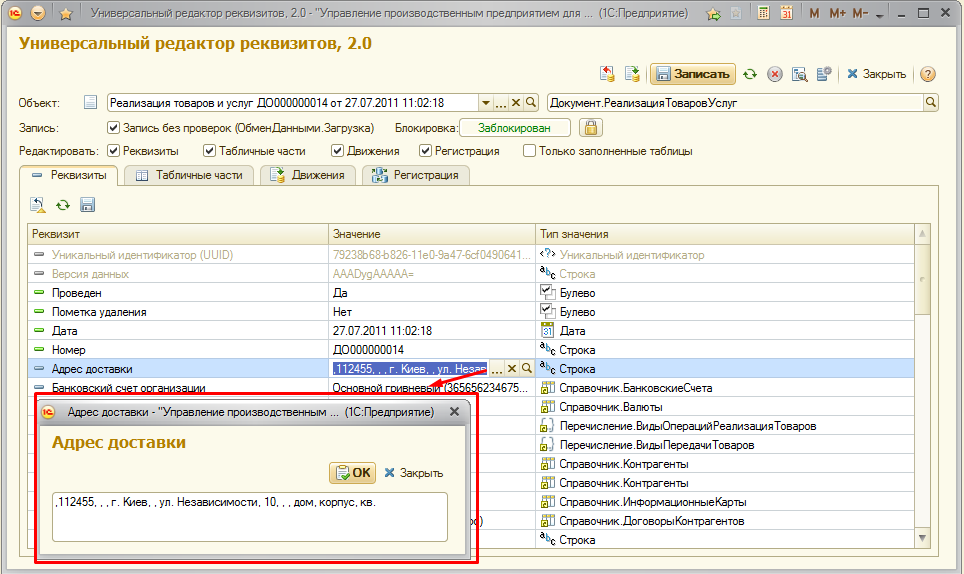 Универсальный редактор реквизитов, 2.0 - "Управление производственным предприятием для ... (1С:Предприятие)
M M+ M-
Универсальный редактор реквизитов, 2.0
Записать Закрыть
Объект: Реализация товаров и услуг ДО000000014 от 27.07.2011 11:02:18 Документ.РеализацияТоваровУслуг
Запись: Запись без проверок (ОбменДанными.Загрузка) Блокировка: Заблокирован
Редактировать: Реквизиты Табличные части Движения Регистрация Только заполненные таблицы
Реквизиты Табличные части Движения Регистрация
Реквизит Значение Тип значения
Уникальный идентификатор (UUID) 79238b68-b826-11e0-9a47-6cf0490641... Уникальный идентификатор
Версия данных AAADygAAAAA= Строка
Проведен Да Булево
Пометка удаления Нет Булево
Дата 27.07.2011 11:02:18 Дата
Номер ДО000000014 Строка
Адрес доставки ,112455, , , г. Киев, , ул. Незав Строка
Банковский счет организации Основной гривневый (365656234675... Справочник.БанковскиеСчета
Справочник.Валюты
Перечисление.ВидыОперацийРеализацияТоваров
Перечисление.ВидыПередачиТоваров
Справочник.Контрагенты
Справочник.Контрагенты
Справочник.ИнформационныеКарты
Справочник.ДоговорыКонтрагентов
Строка
Адрес доставки - "Управление производственным ... (1С:Предприятие)
Адрес доставки
OK Закрыть
,112455, , , г. Киев, , ул. Независимости, 10, , , дом, корпус, кв.